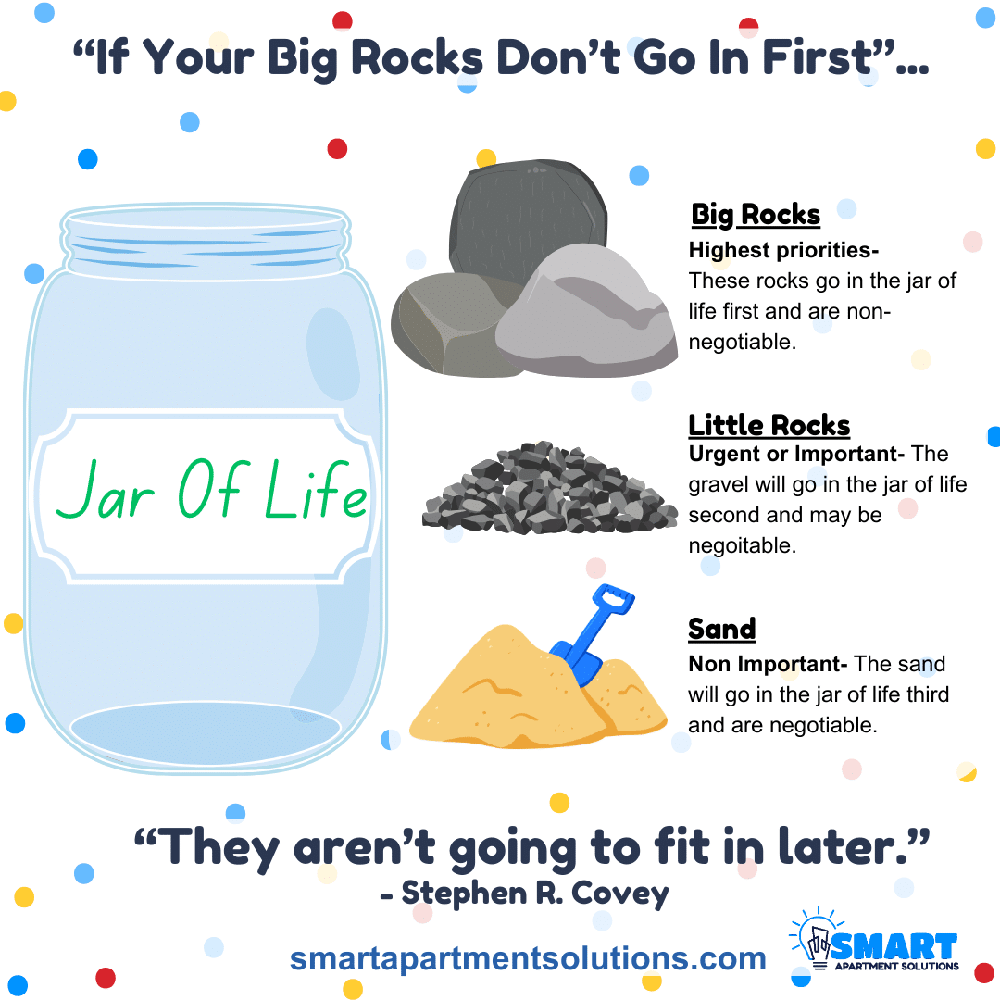 “If Your Big Rocks Don’t Go In First”...
Big Rocks
Highest priorities-
These rocks go in the jar of
life first and are non-
negotiable.
Jar Of Life
Little Rocks
Urgent or Important- The
gravel will go in the jar of life
second and may be
negoitable.
Sand
Non Important- The sand
will go in the jar of life third
and are negotiable.
“They aren’t going to fit in later.”
- Stephen R. Covey
smartapartmentsolutions.com
SMART
APARTMENT SOLUTIONS